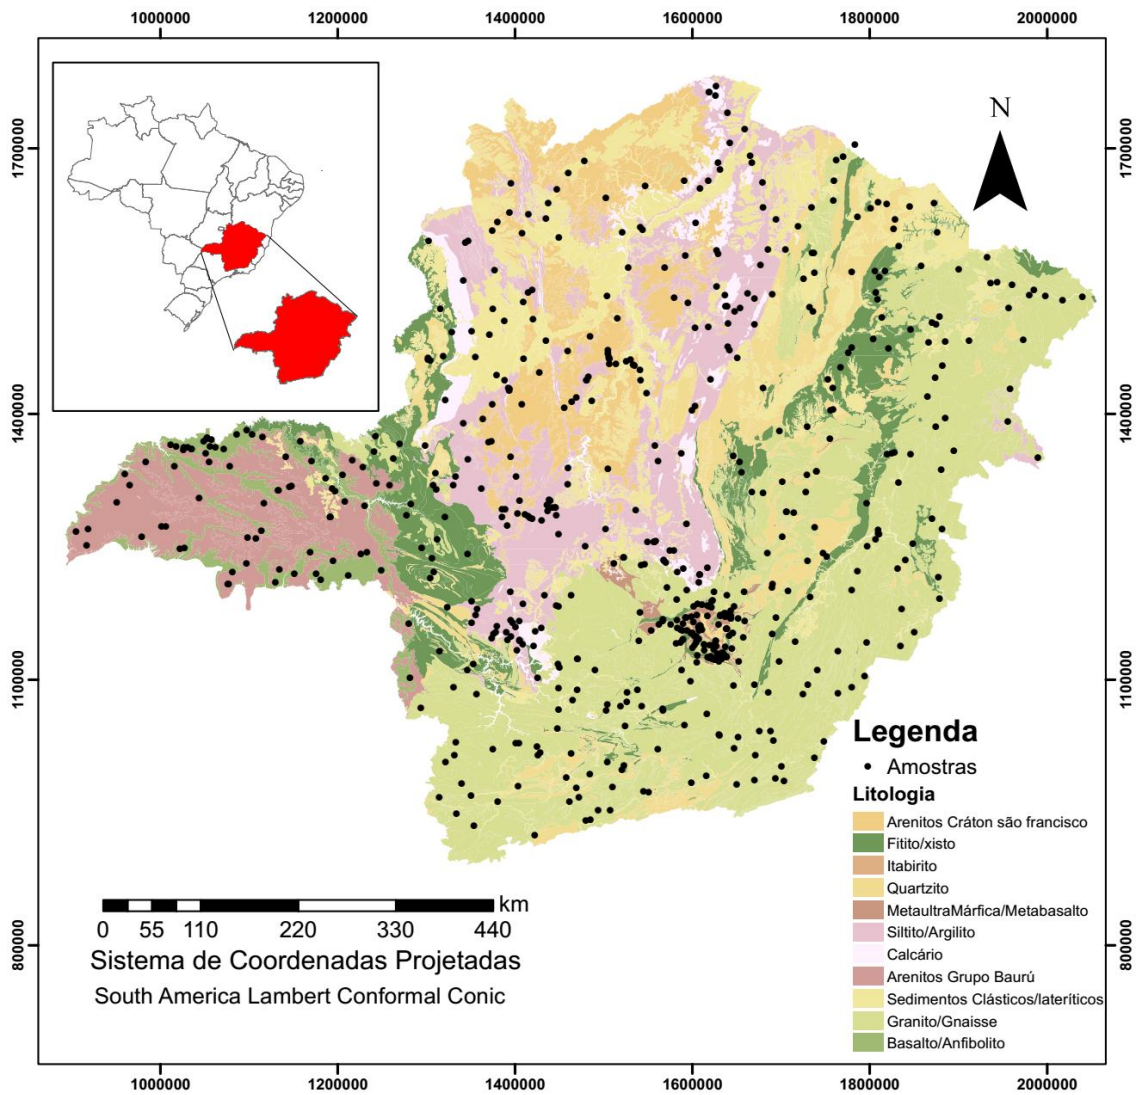 1000000 1200000 1400000 1600000 1800000 2000000
1700000
1400000
1100000
800000
N
1700000
1400000
1100000
800000
Legenda
Amostras
Litologia
Arenitos Cráton são francisco
Fitito/xisto
Itabirito
Quartzito
MetaultraMárfica/Metabasalto
Siltito/Argilito
Calcário
Arenitos Grupo Baurú
Sedimentos Clásticos/lateríticos
Granito/Gnaisse
Basalto/Anfibolito
km
0 55 110 220 330 440
Sistema de Coordenadas Projetadas
South America Lambert Conformal Conic
1000000 1200000 1400000 1600000 1800000 2000000